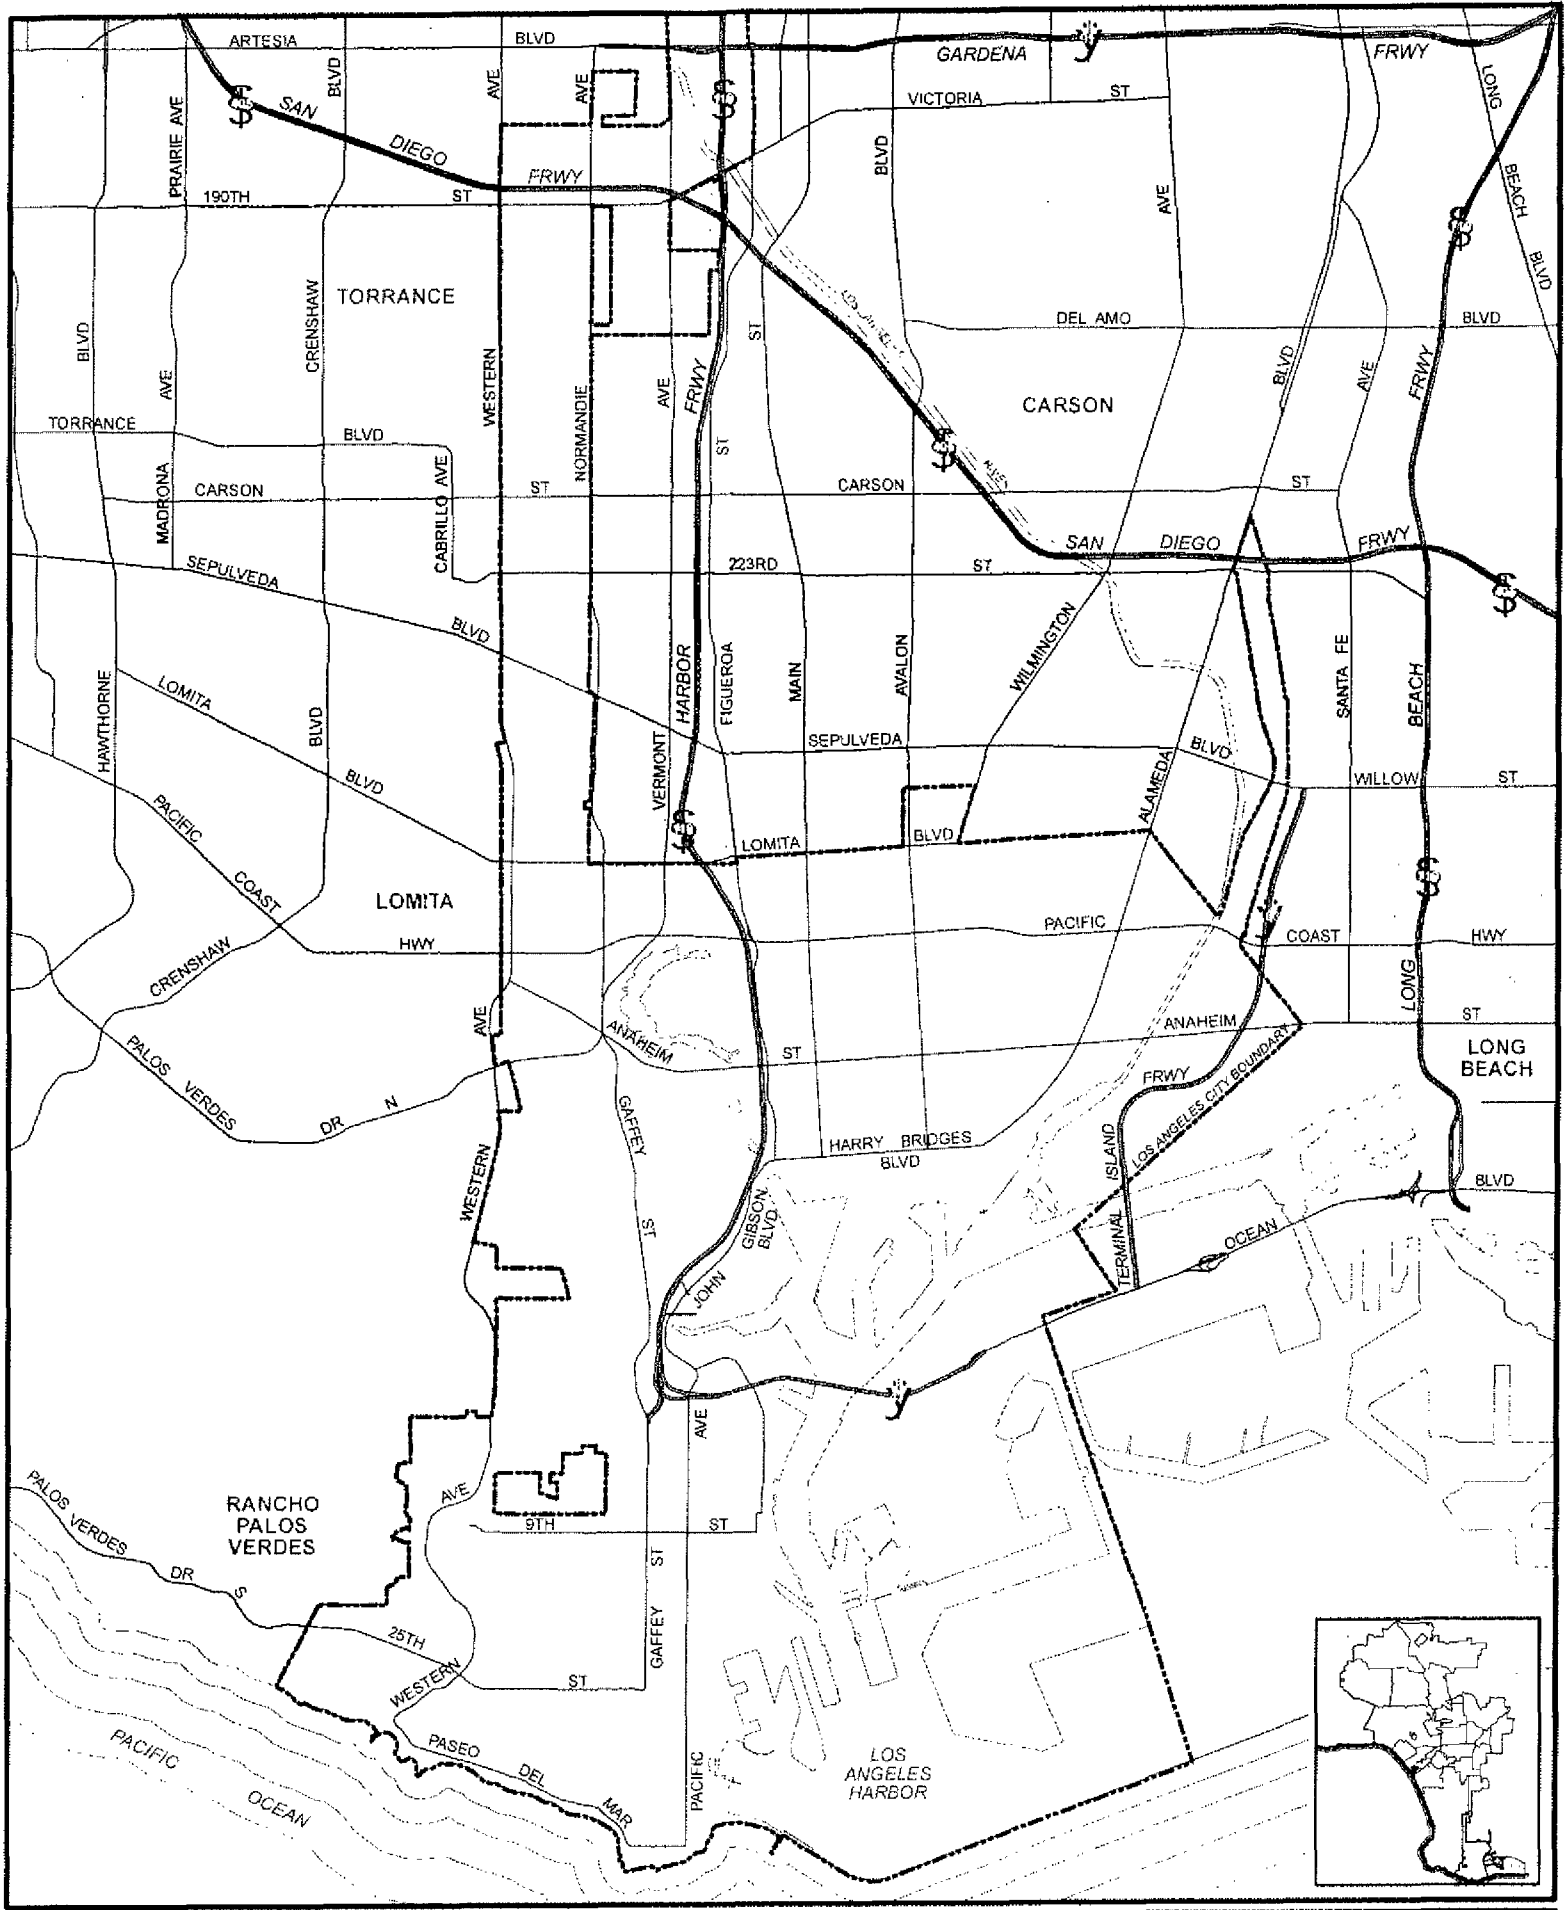 ARTESIA
BLVD
GARDENA
FRWY
BLVD
AVE
AVE
LONG
PRAIRIE AVE
SAN
VICTORIA
ST
DIEGO
FRWY
BLVD
BEACH
190TH
ST
AVE
BLVD
TORRANCE
CRENSHAW
LOS ANGELES
DEL AMO
BLVD
BLVD
ST
WESTERN
AVE
AVE
FRWY
BLVD
AVE
FRWY
CARSON
TORRANCE
BLVD
NORMANDIE
ST
MADRONA
CARSON
CABRILLO AVE
ST
CARSON
RIVER
ST
SAN
DIEGO
FRWY
SEPULVEDA
223RD
ST
BLVD
HAWTHORNE
LOMITA
BLVD
HARBOR
FIGUEROA
MAIN
AVALON
WILMINGTON
SANTA FE
BEACH
SEPULVEDA
BLVD
VERMONT
ALAMEDA
WILLOW
ST
PACIFIC
BLVD
LOMITA
BLVD
COAST
LOMITA
PACIFIC
COAST
HWY
HWY
CRENSHAW
LONG
AVE
ANAHEIM
ST
ANAHEIM
ST
PALOS
VERDES
DR
N
LONG
BEACH
FRWY
LOS ANGELES CITY BOUNDARY
GAFFEY
HARRY BRIDGES
BLVD
ISLAND
WESTERN
ST
GIBSON
BLVD
BLVD
OCEAN
TERMINAL
JOHN
AVE
AVE
PALOS
VERDES
DR
S
RANCHO
PALOS
VERDES
9TH
ST
ST
25TH
GAFFEY
WESTERN
ST
PACIFIC
OCEAN
PASEO
DEL
MAR
PACIFIC
LOS
ANGELES
HARBOR